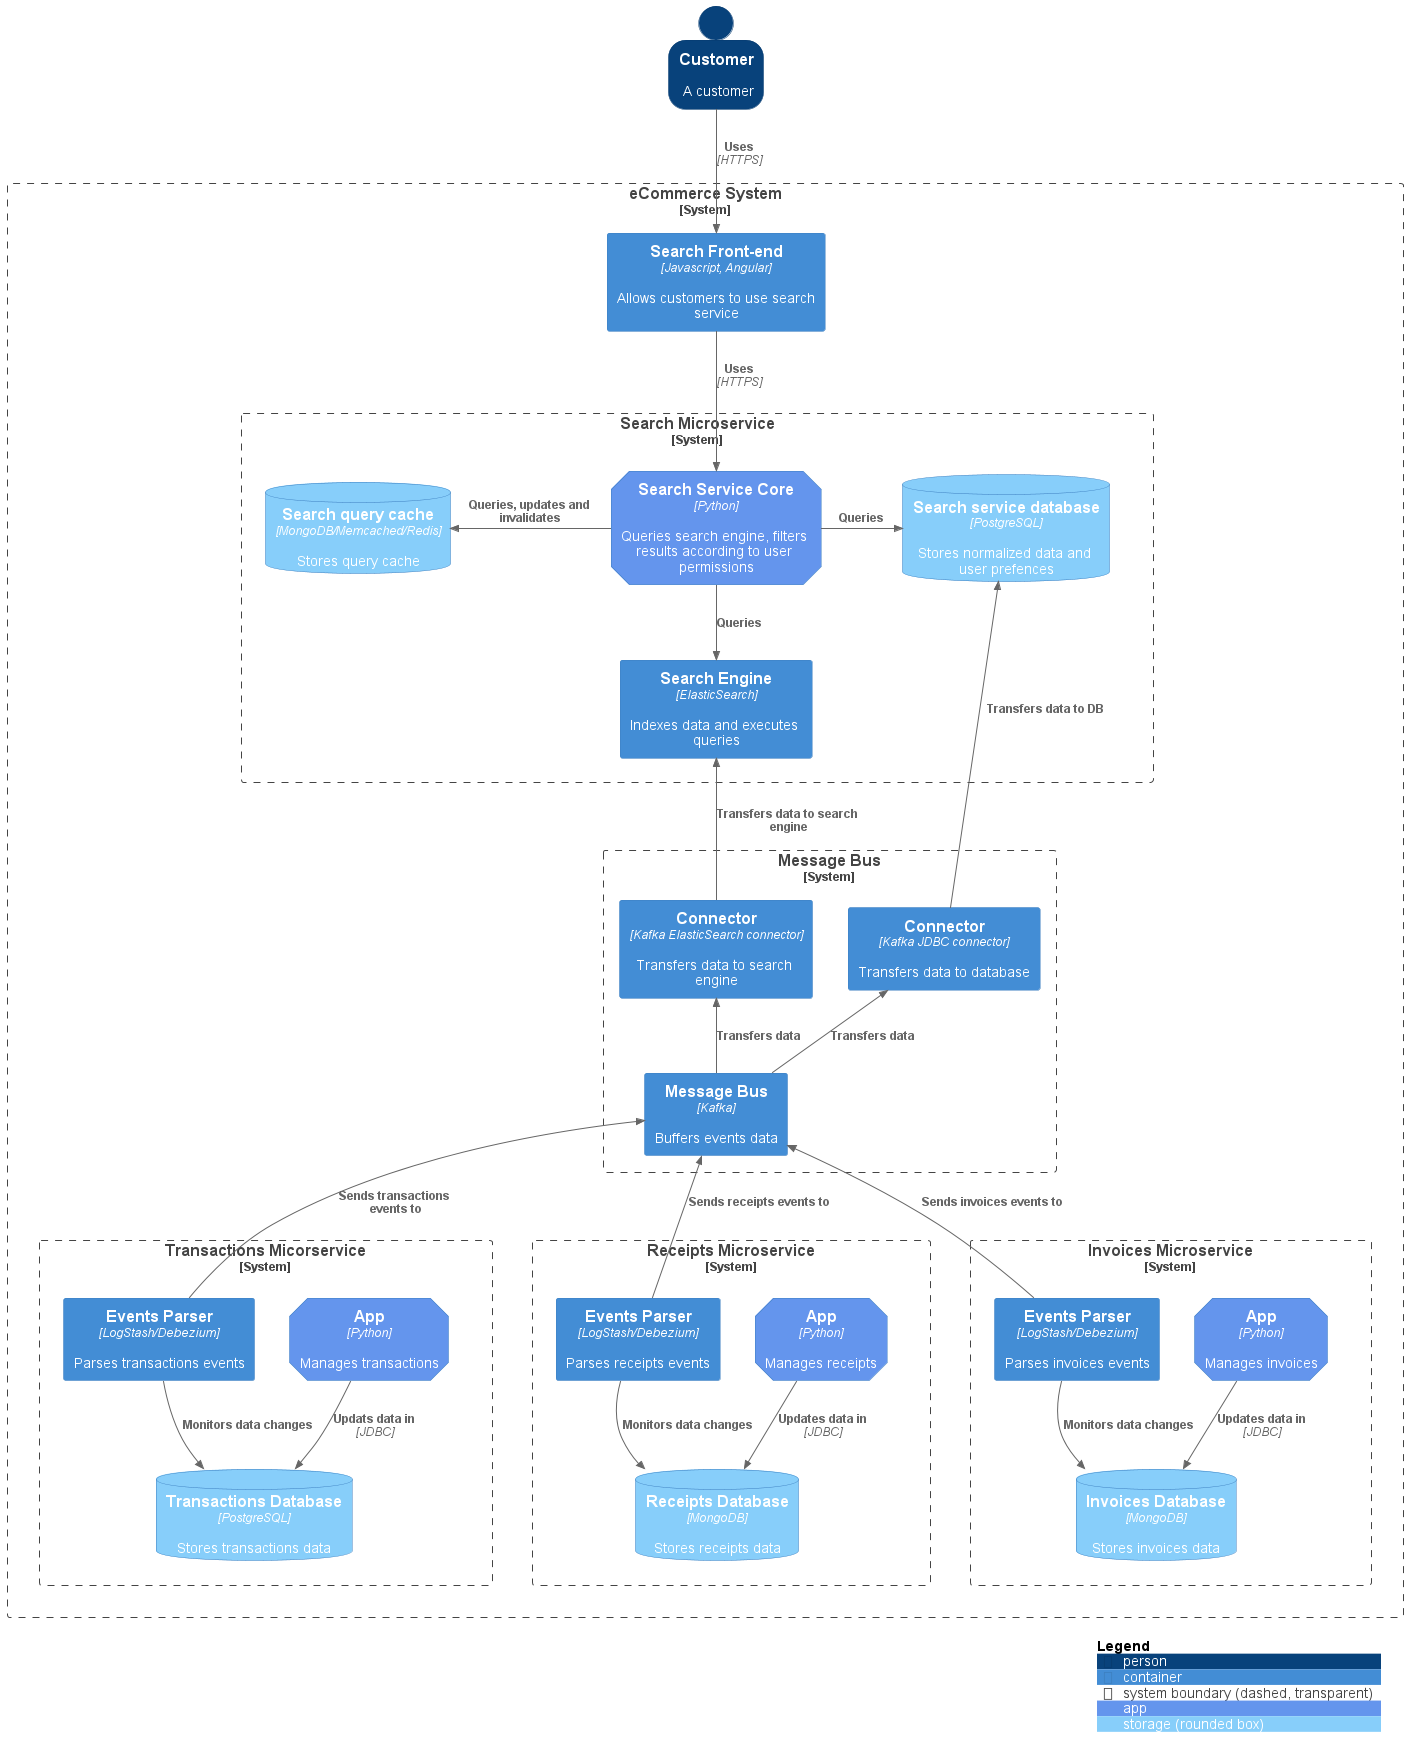 Customer
A customer
Uses
[HTTPS]
eCommerce System
[System]
Search Front-end
[Javascript, Angular]
Allows customers to use search
service
Uses
[HTTPS]
Search Microservice
[System]
Search query cache
[MongoDB/Memcached/Redis]
Stores query cache
Queries, updates and
invalidates
Search Service Core
[Python]
Queries search engine, filters
results according to user
permissions
Queries
Search service database
[PostgreSQL]
Stores normalized data and
user prefences
Queries
Search Engine
[ElasticSearch]
Indexes data and executes
queries
Transfers data to DB
Transfers data to search
engine
Message Bus
[System]
Connector
[Kafka ElasticSearch connector]
Transfers data to search
engine
Connector
[Kafka JDBC connector]
Transfers data to database
Transfers data
Transfers data
Message Bus
[Kafka]
Buffers events data
Sends transactions
events to
Sends receipts events to
Sends invoices events to
Transactions Micorservice
[System]
Events Parser
[LogStash/Debezium]
Parses transactions events
App
[Python]
Manages transactions
Monitors data changes
Updats data in
[JDBC]
Transactions Database
[PostgreSQL]
Stores transactions data
Receipts Microservice
[System]
Events Parser
[LogStash/Debezium]
Parses receipts events
App
[Python]
Manages receipts
Monitors data changes
Updates data in
[JDBC]
Receipts Database
[MongoDB]
Stores receipts data
Invoices Microservice
[System]
Events Parser
[LogStash/Debezium]
Parses invoices events
App
[Python]
Manages invoices
Monitors data changes
Updates data in
[JDBC]
Invoices Database
[MongoDB]
Stores invoices data
Legend
person
container
system boundary (dashed, transparent)
app
storage (rounded box)